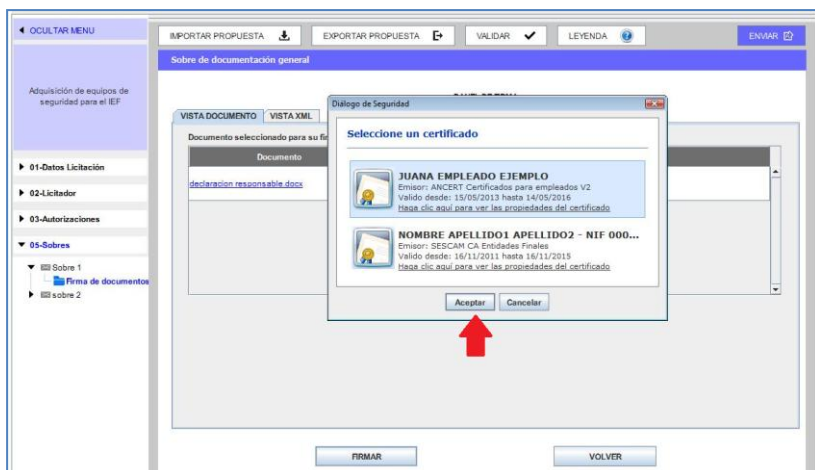 OCULTAR MENU
IMPORTAR PROPUESTA
EXPORTAR PROPUESTA
VALIDAR
LEYENDA
ENVIAR
Sobre de documentación general
Adquisición de equipos de
seguridad para el IEF
01-Datos Licitación
02-Licitador
03-Autorizaciones
05-Sobres
Sobre 1
Firma de documentos
sobre 2
VISTA DOCUMENTO
VISTA XML
Documento seleccionado para su
Documento
declaracion responsable.docx
Diálogo de Seguridad
Seleccione un certificado
JUANA EMPLEADO EJEMPLO
Emisor: ANCERT Certificados para empleados V2
Valido desde: 15/05/2013 hasta 14/05/2016
Haga clic aquí para ver las propiedades del certificado
NOMBRE APELLIDO1 APELLIDO2 - NIF 000...
Emisor: SESCAM CA Entidades Finales
Valido desde: 16/11/2011 hasta 16/11/2015
Haga clic aquí para ver las propiedades del certificado
Aceptar
Cancelar
FIRMAR
VOLVER